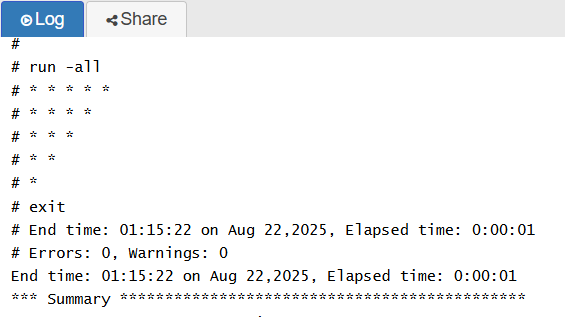 Log Share
#
# run -all
# * * * * *
# * * * *
# * * *
# * *
# *
# exit
# End time: 01:15:22 on Aug 22,2025, Elapsed time: 0:00:01
# Errors: 0, Warnings: 0
End time: 01:15:22 on Aug 22,2025, Elapsed time: 0:00:01
*** Summary *********************************************